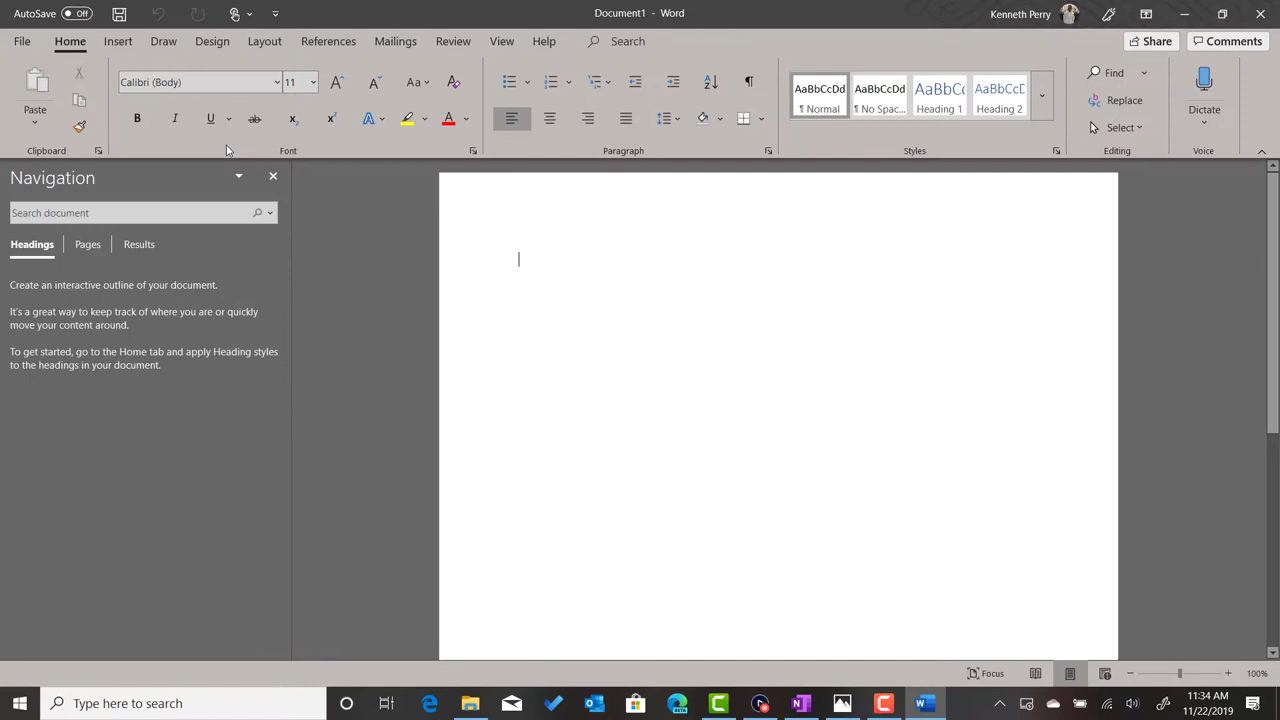 AutoSave Off Document1 - Word Kenneth Perry
File Home Insert Draw Design Layout References Mailings Review View Help Search Share Comments
Calibri (Body) 11 Aa A
Paste
B I U ab x₂ x² A A
AaBbCcDd AaBbCcDd AaBbCc AaBbCcD
¶ Normal ¶ No Spac... Heading 1 Heading 2
Find
Replace
Select
Dictate
Clipboard Font Paragraph Styles Editing Voice
Navigation
Search document
Headings Pages Results
Create an interactive outline of your document.
It's a great way to keep track of where you are or quickly
move your content around.
To get started, go to the Home tab and apply Heading styles
to the headings in your document.
Focus 100%
Type here to search
BETA
11:34 AM
11/22/2019